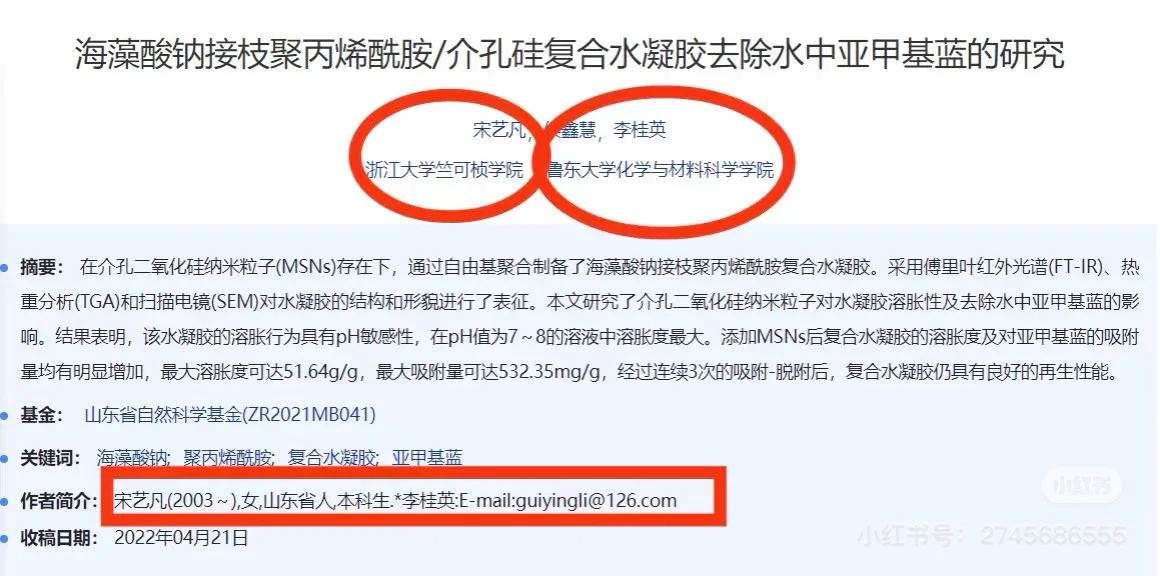 海藻酸钠接枝聚丙烯酰胺/介孔硅复合水凝胶去除水中亚甲基蓝的研究
宋艺凡, 鑫慧, 李桂英
浙江大学竺可桢学院 鲁东大学化学与材料科学学院
摘要： 在介孔二氧化硅纳米粒子(MSNs)存在下，通过自由基聚合制备了海藻酸钠接枝聚丙烯酰胺复合水凝胶。采用傅里叶红外光谱(FT-IR)、热
重分析(TGA)和扫描电镜(SEM)对水凝胶的结构和形貌进行了表征。本文研究了介孔二氧化硅纳米粒子对水凝胶溶胀性及去除水中亚甲基蓝的影
响。结果表明，该水凝胶的溶胀行为具有pH敏感性，在pH值为7～8的溶液中溶胀度最大。添加MSNs后复合水凝胶的溶胀度及对亚甲基蓝的吸附
量均有明显增加，最大溶胀度可达51.64g/g，最大吸附量可达532.35mg/g，经过连续3次的吸附-脱附后，复合水凝胶仍具有良好的再生性能。
基金： 山东省自然科学基金(ZR2021MB041)
关键词： 海藻酸钠; 聚丙烯酰胺; 复合水凝胶; 亚甲基蓝
作者简介： 宋艺凡(2003～),女,山东省人,本科生.*李桂英:E-mail:guiyingli@126.com
收稿日期： 2022年04月21日
小红书
小红书号：2745686555